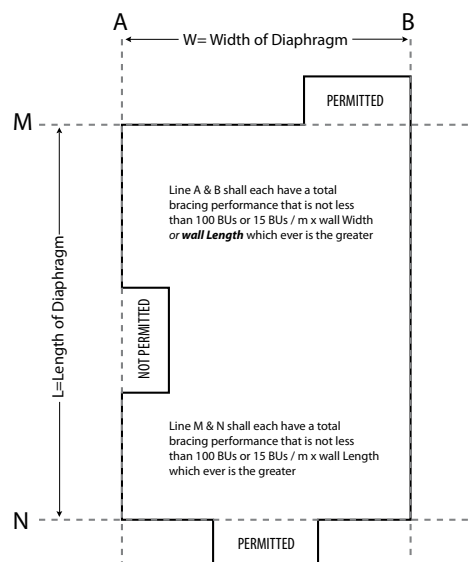 A
B
W= Width of Diaphragm
PERMITTED
M
Line A & B shall each have a total
bracing performance that is not less
than 100 BUs or 15 BUs / m x wall Width
or wall Length which ever is the greater
L=Length of Diaphragm
NOT PERMITTED
Line M & N shall each have a total
bracing performance that is not less
than 100 BUs or 15 BUs / m x wall Length
which ever is the greater
N
PERMITTED